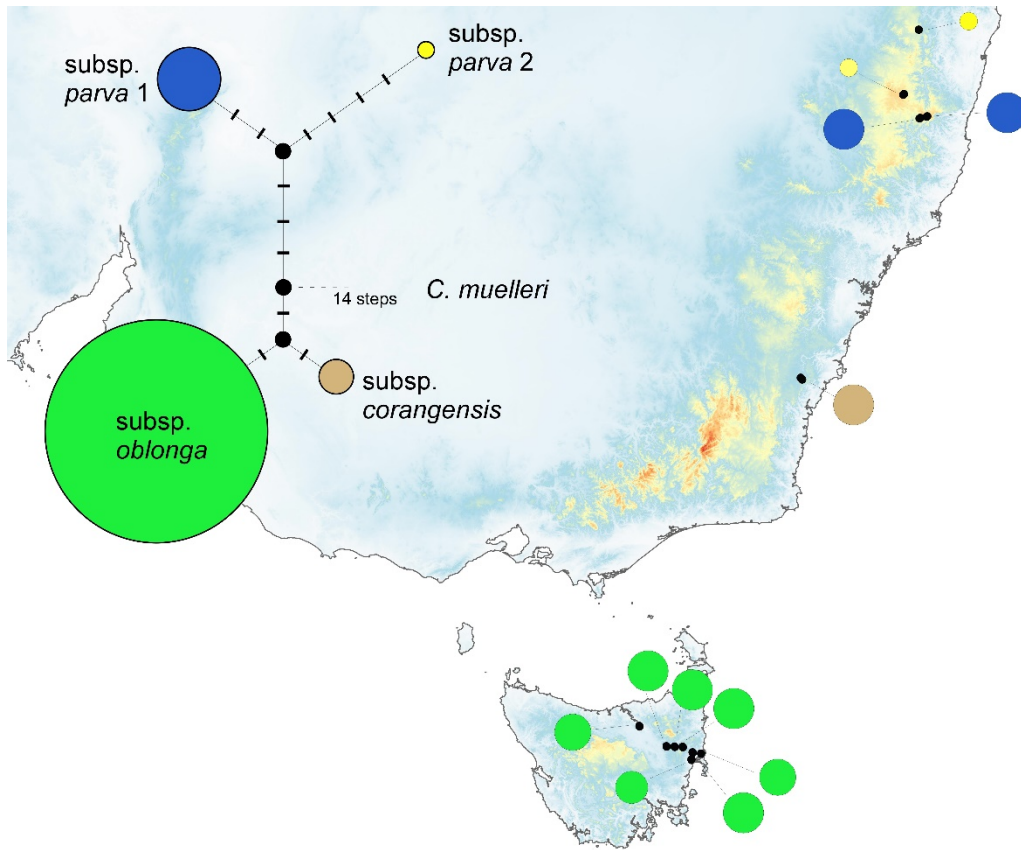 subsp.
parva 1
subsp.
parva 2
C. muelleri
14 steps
subsp.
corangensis
subsp.
oblonga